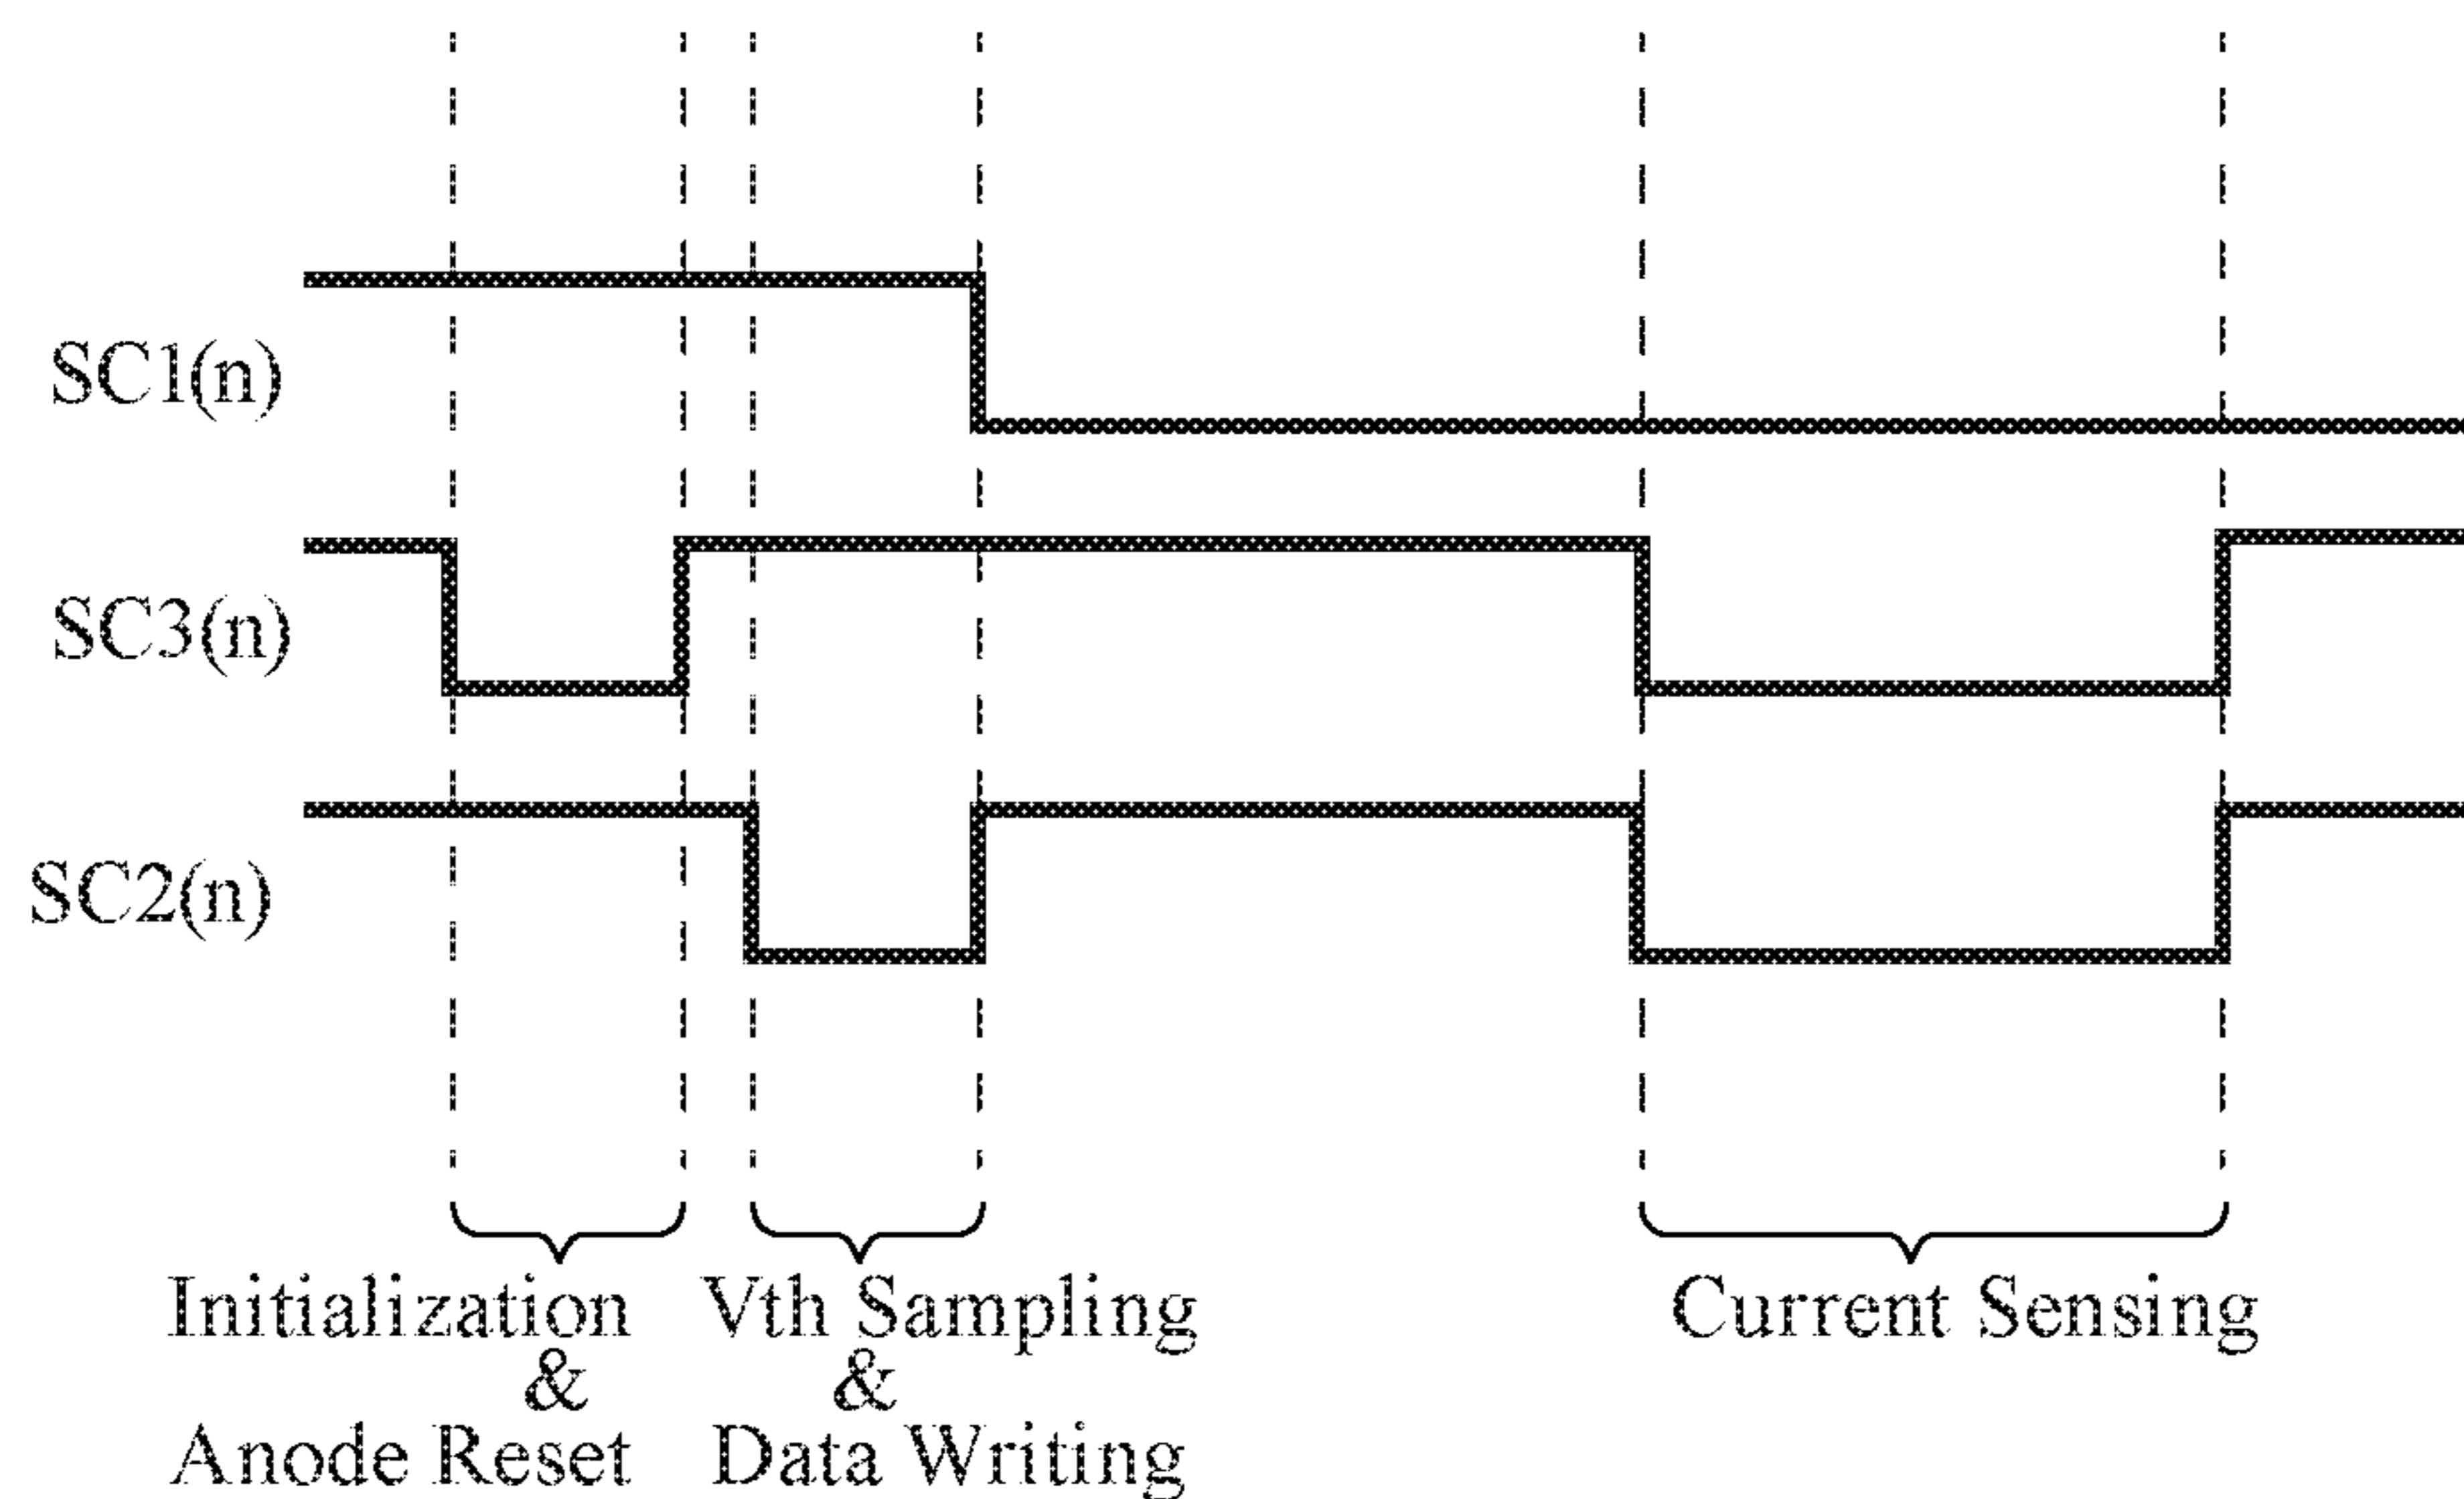 SC1(n)
SC3(n)
SC2(n)
Initialization
&
Anode Reset
Vth Sampling
&
Data Writing
Current Sensing